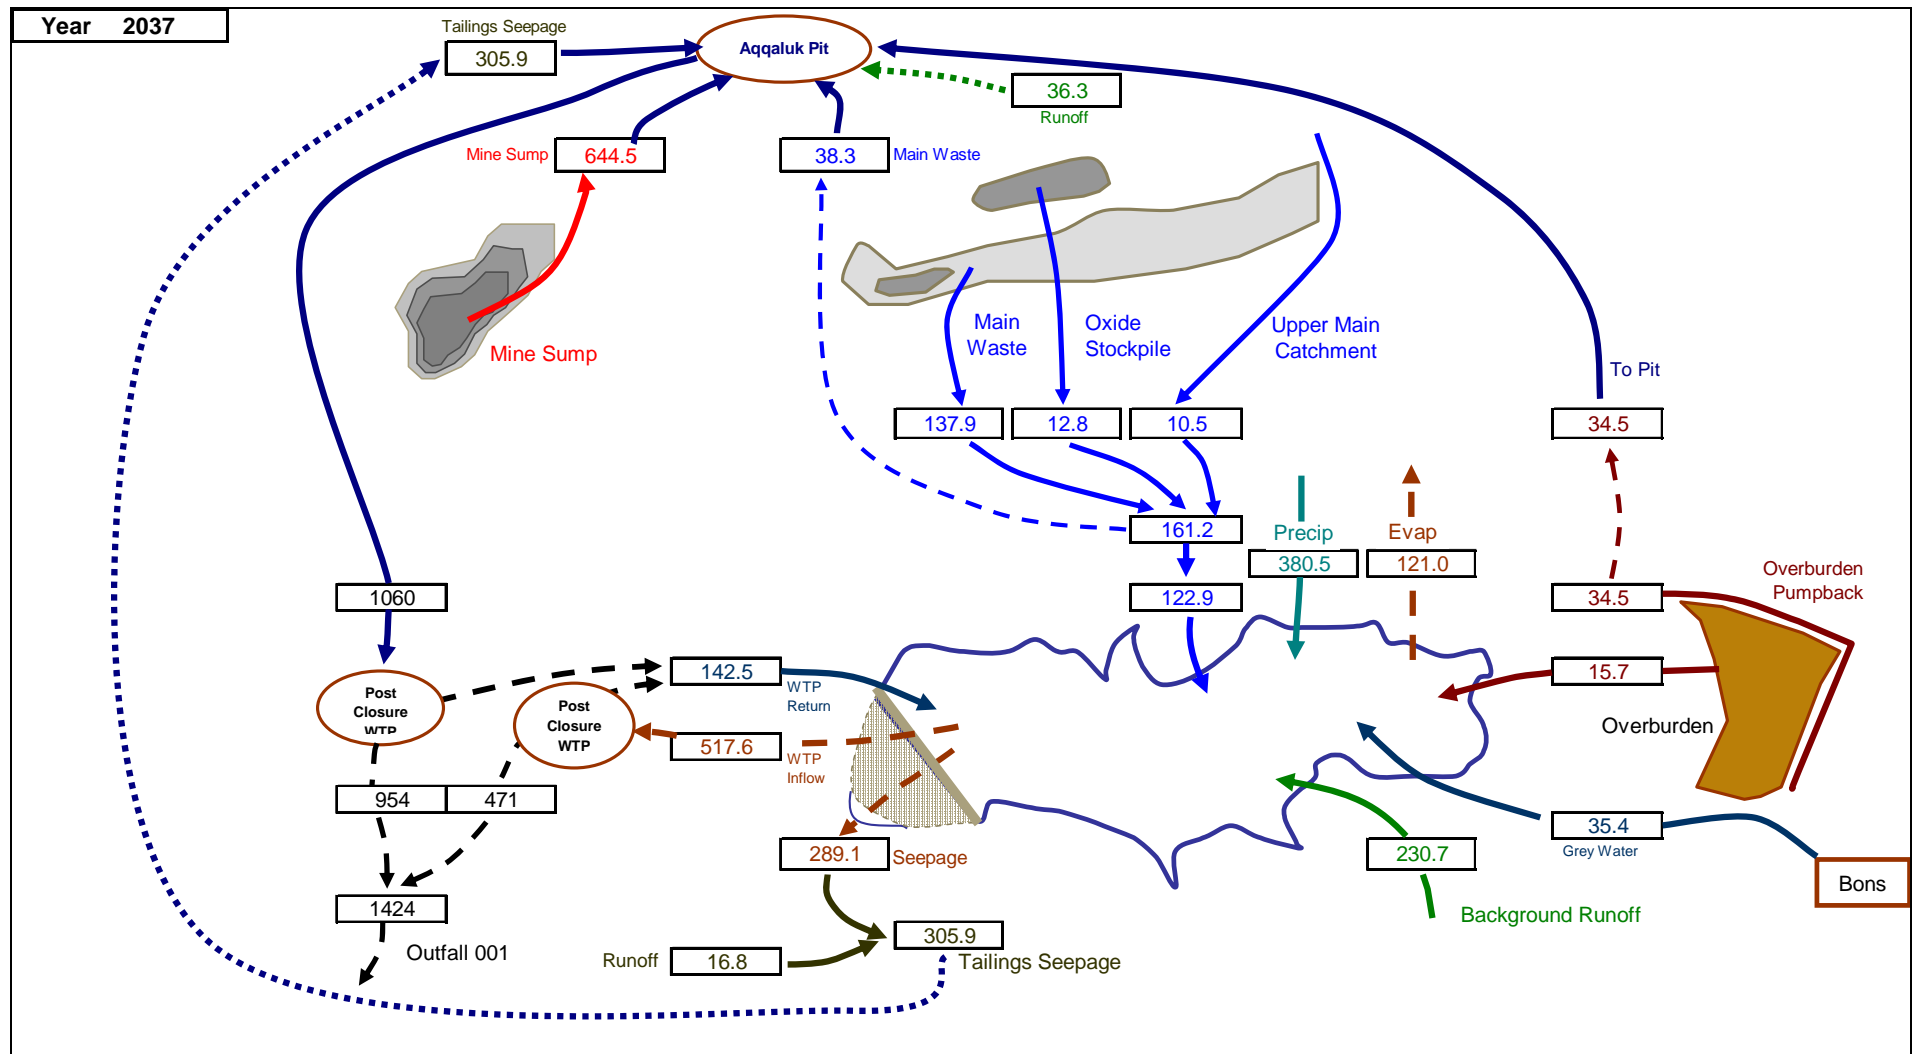 Year 2037
Tailings Seepage
305.9
Aqqaluk Pit
36.3
Runoff
Mine Sump
644.5
38.3
Main Waste
Mine Sump
Main
Waste
Oxide
Stockpile
Upper Main
Catchment
To Pit
137.9
12.8
10.5
34.5
161.2
Precip
380.5
Evap
121.0
1060
122.9
34.5
Overburden
Pumpback
Post
Closure
WTP
142.5
WTP
Return
Post
Closure
WTP
517.6
WTP
Inflow
15.7
Overburden
954
471
35.4
Grey Water
289.1
Seepage
230.7
Bons
1424
Outfall 001
Background Runoff
305.9
Tailings Seepage
Runoff
16.8